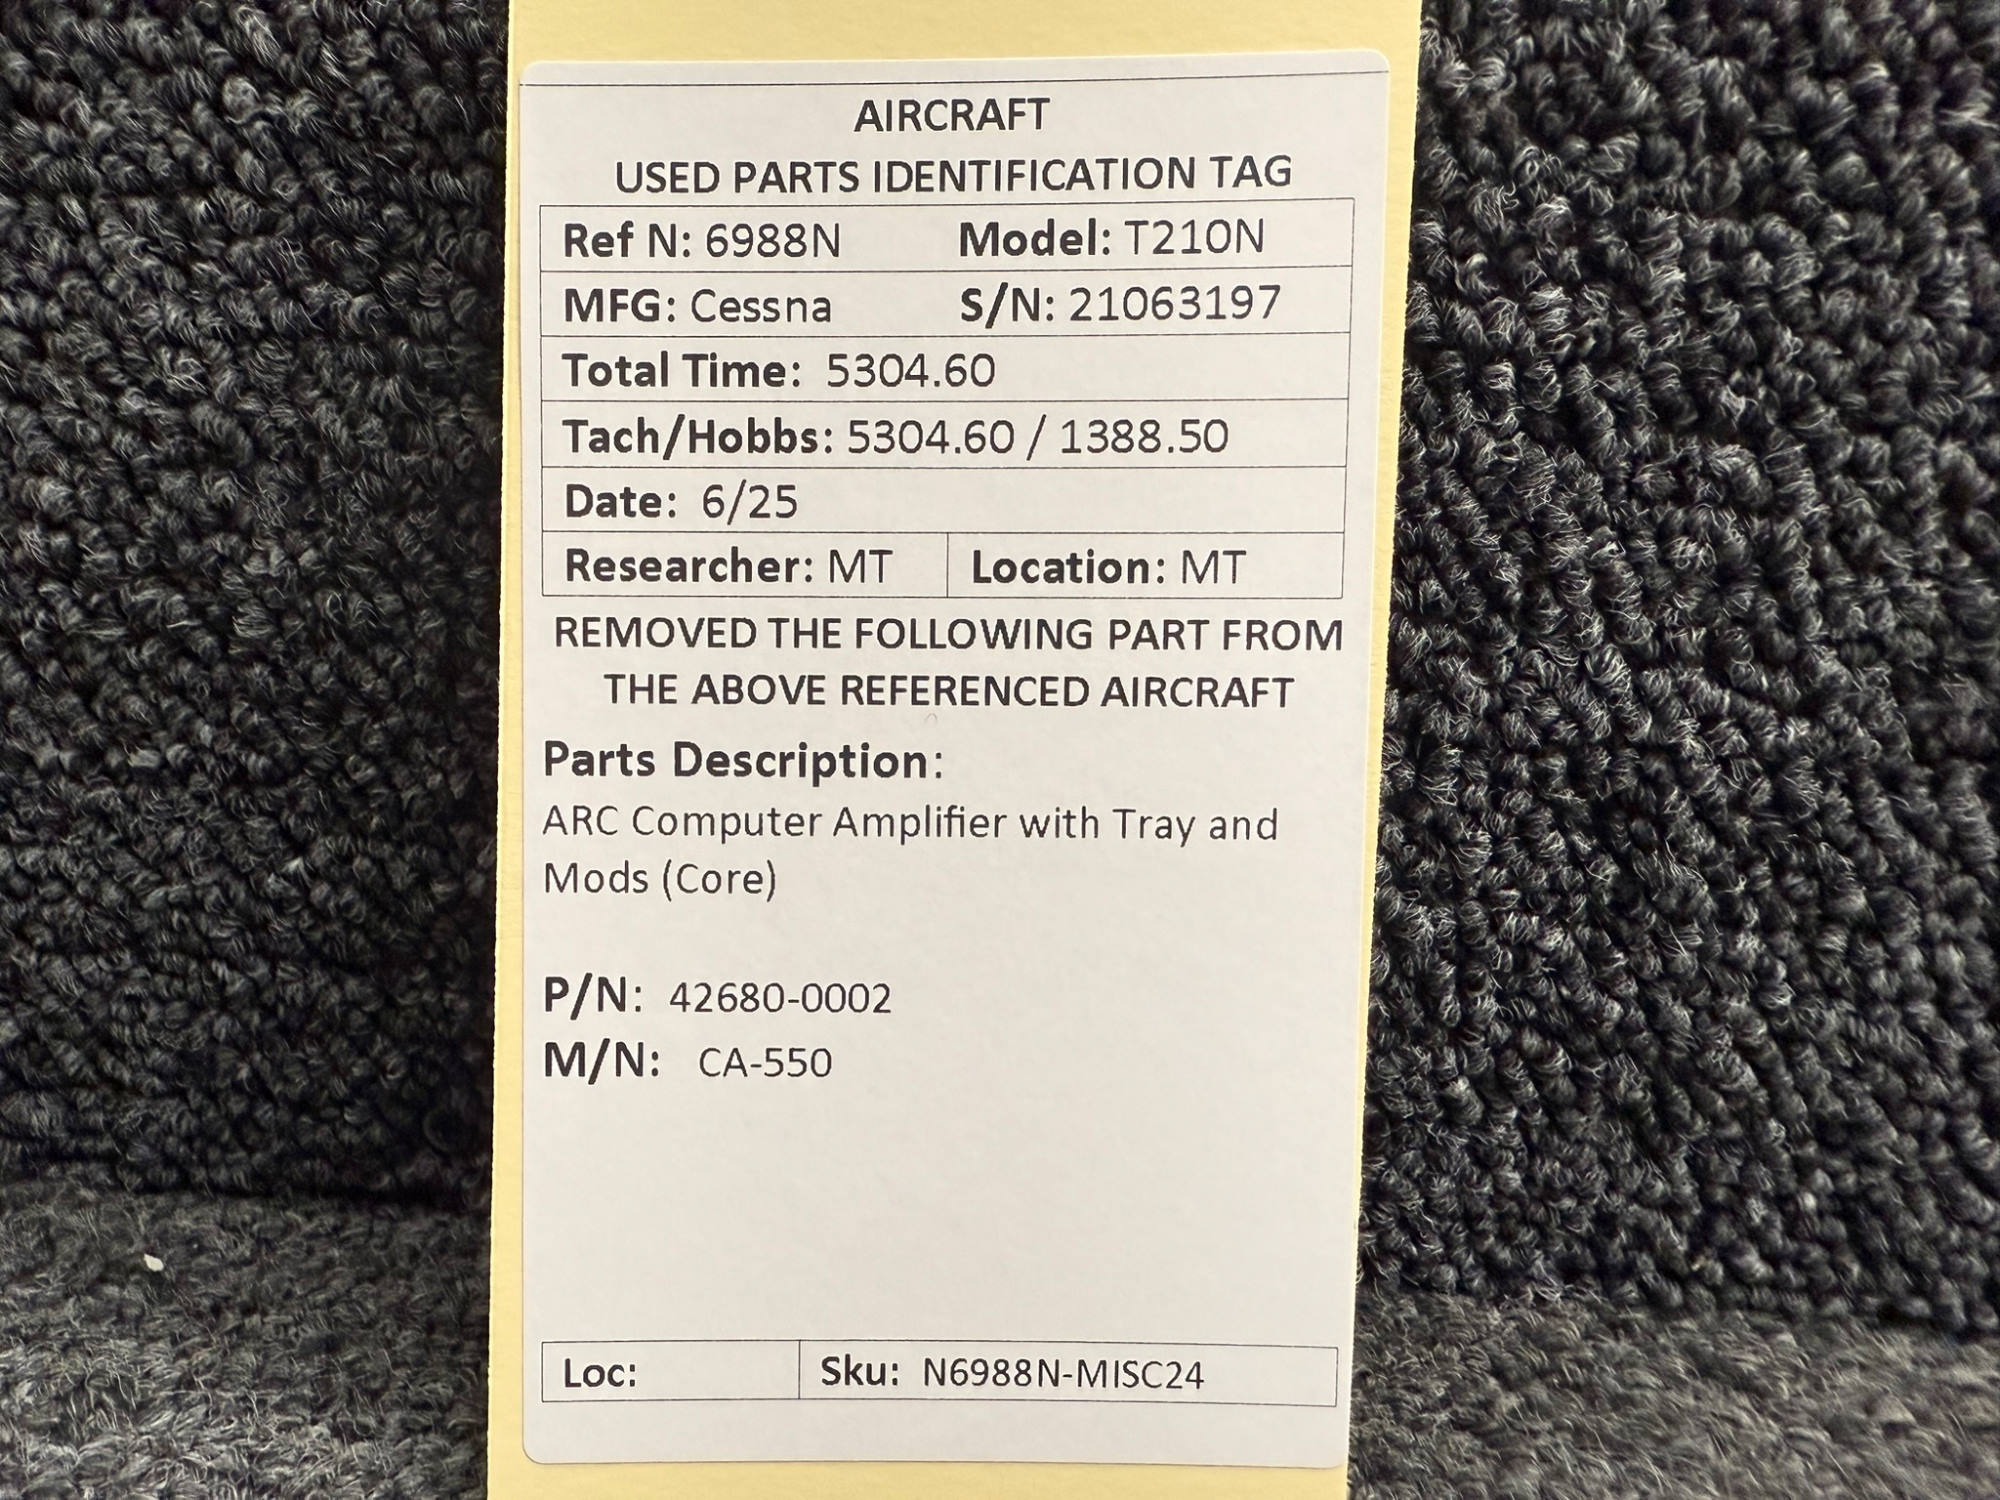 AIRCRAFT
USED PARTS IDENTIFICATION TAG
Ref N: 6988N Model: T210N
MFG: Cessna S/N: 21063197
Total Time: 5304.60
Tach/Hobbs: 5304.60 / 1388.50
Date: 6/25
Researcher: MT Location: MT
REMOVED THE FOLLOWING PART FROM
THE ABOVE REFERENCED AIRCRAFT
Parts Description:
ARC Computer Amplifier with Tray and
Mods (Core)
P/N: 42680-0002
M/N: CA-550
Loc: Sku: N6988N-MISC24